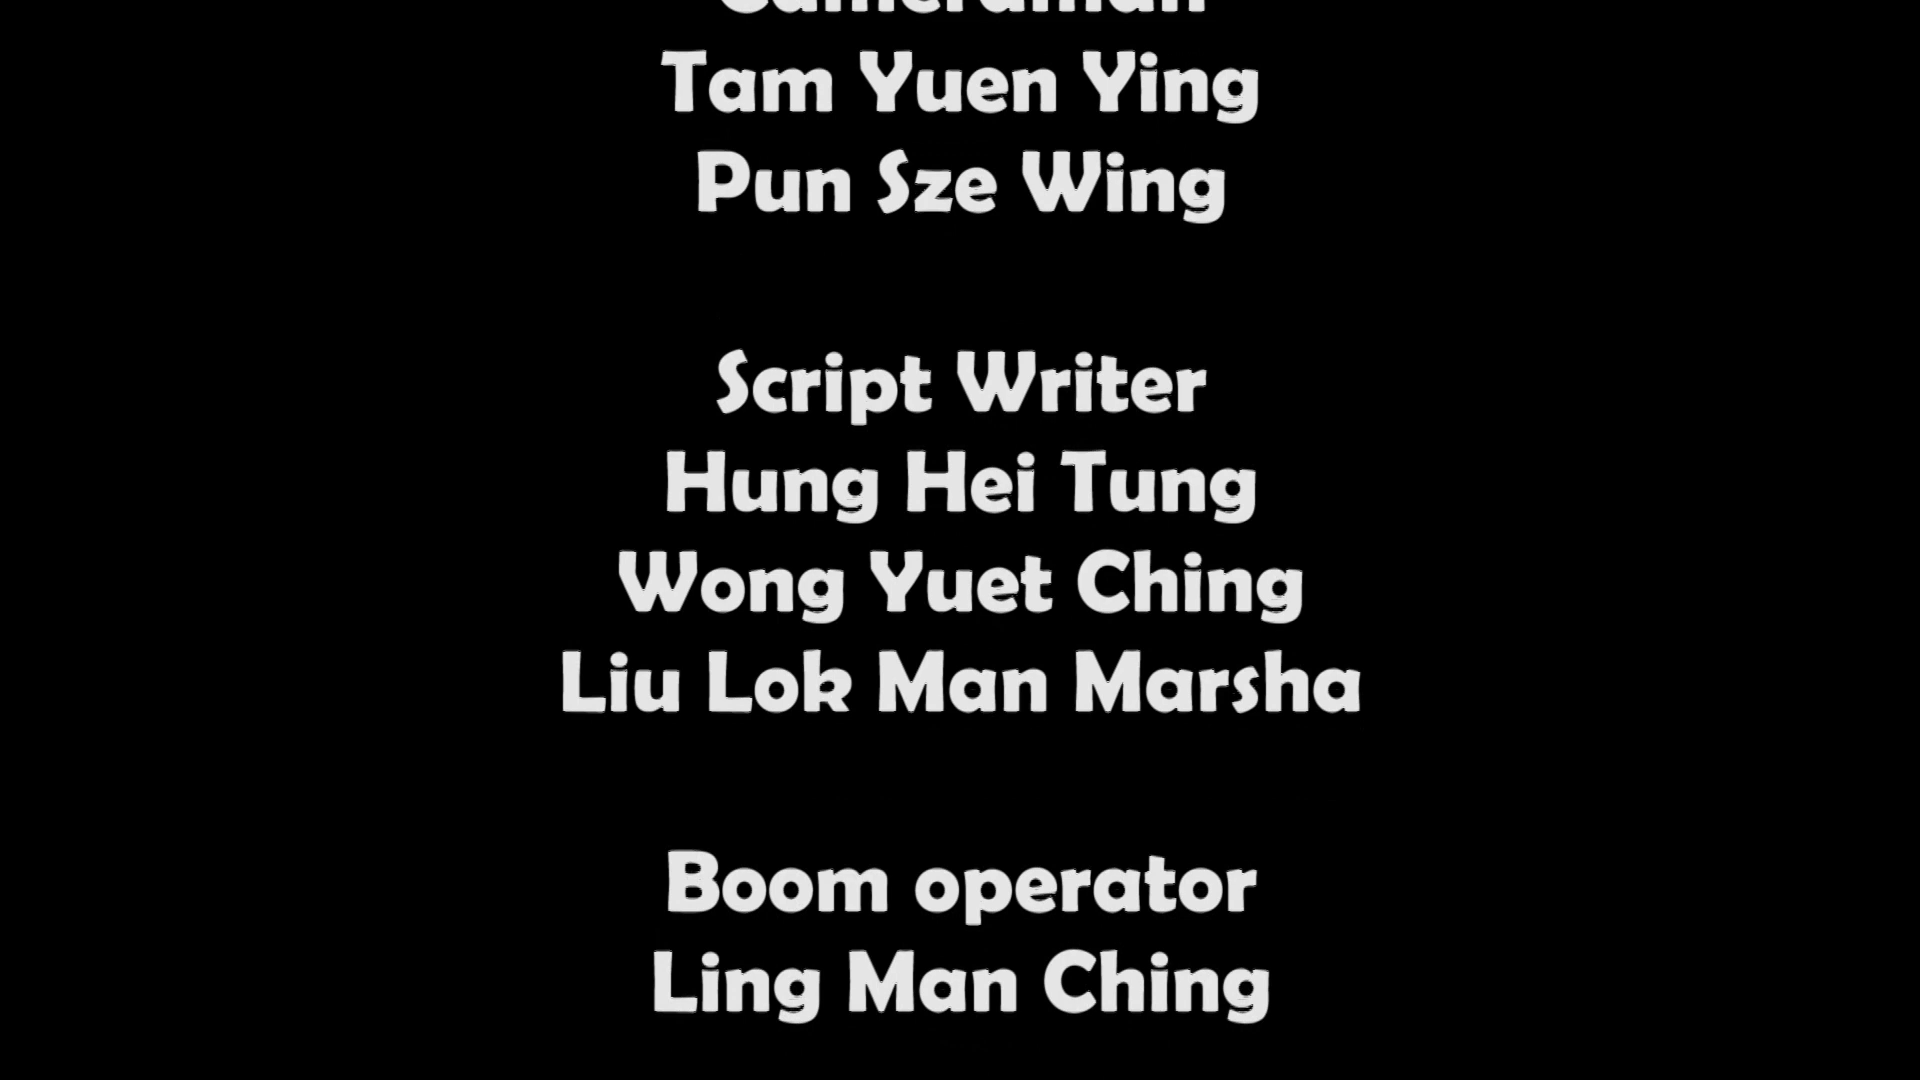 Cameraman
Tam Yuen Ying
Pun Sze Wing
Script Writer
Hung Hei Tung
Wong Yuet Ching
Liu Lok Man Marsha
Boom operator
Ling Man Ching